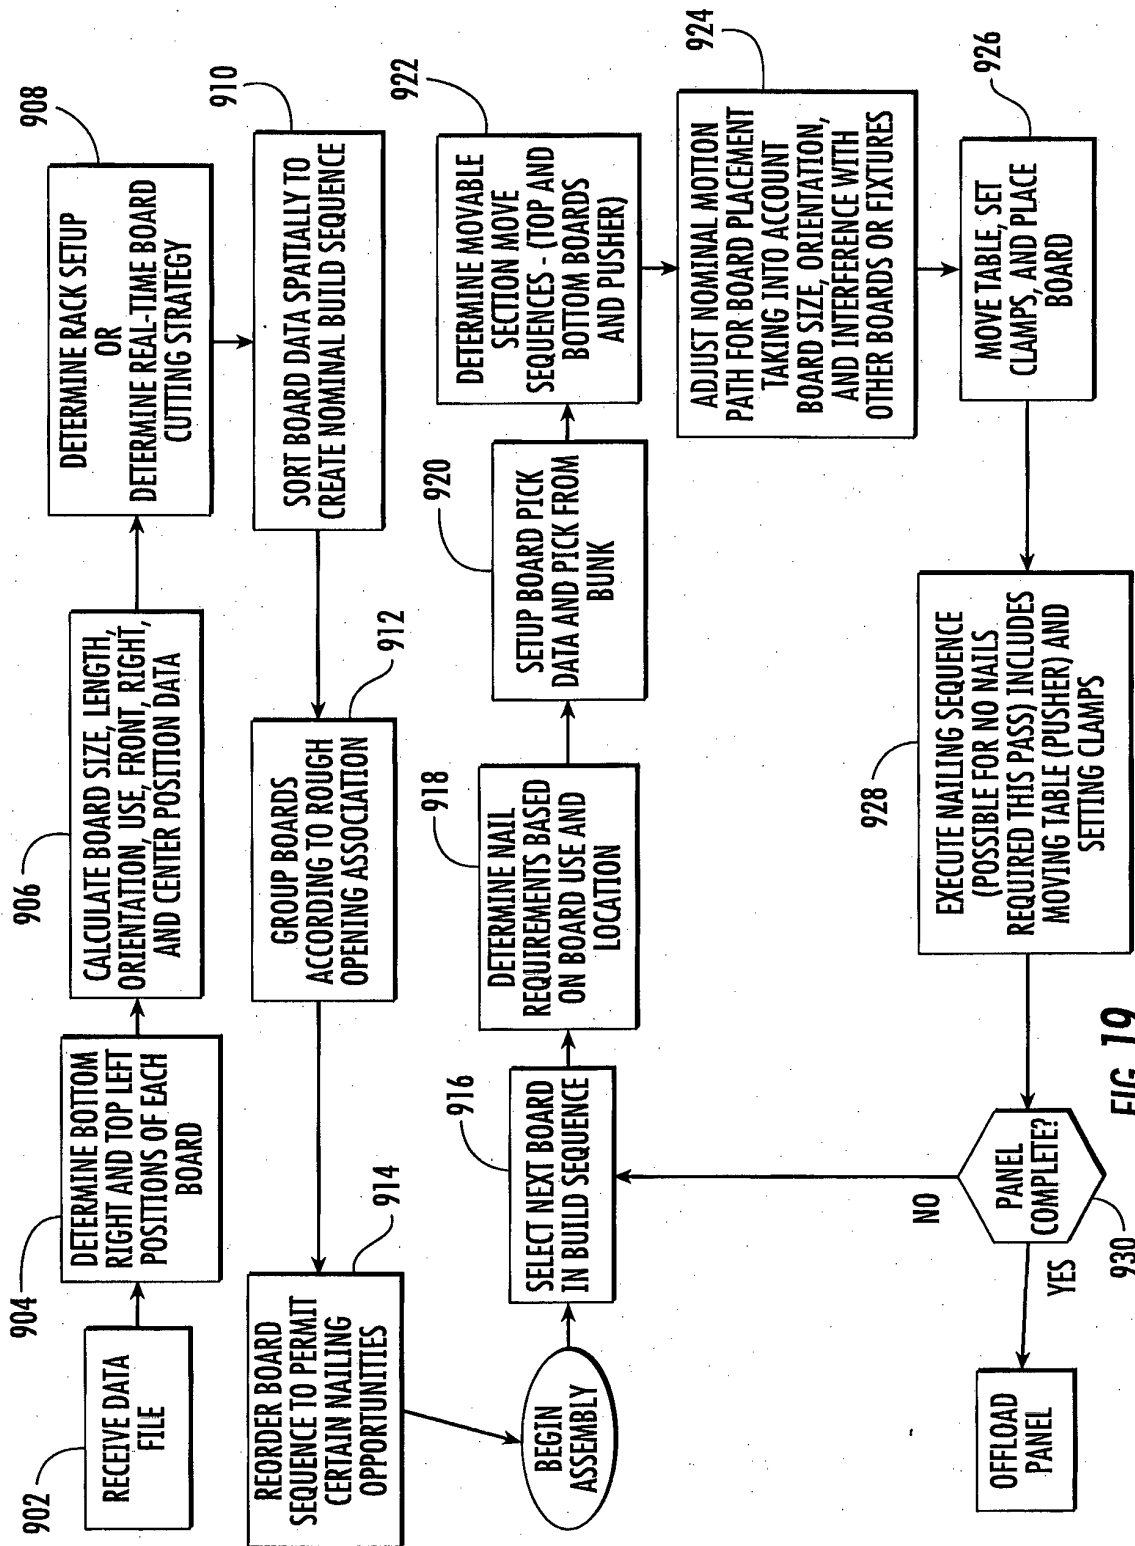 902
RECEIVE DATA
FILE
904
DETERMINE BOTTOM
RIGHT AND TOP LEFT
POSITIONS OF EACH
BOARD
906
CALCULATE BOARD SIZE, LENGTH,
ORIENTATION, USE, FRONT, RIGHT,
AND CENTER POSITION DATA
908
DETERMINE RACK SETUP
OR
DETERMINE REAL-TIME BOARD
CUTTING STRATEGY
910
SORT BOARD DATA SPATIALLY TO
CREATE NOMINAL BUILD SEQUENCE
912
GROUP BOARDS
ACCORDING TO ROUGH
OPENING ASSOCIATION
914
REORDER BOARD
SEQUENCE TO PERMIT
CERTAIN NAILING
OPPORTUNITIES
BEGIN
ASSEMBLY
916
SELECT NEXT BOARD
IN BUILD SEQUENCE
918
DETERMINE NAIL
REQUIREMENTS BASED
ON BOARD USE AND
LOCATION
920
SETUP BOARD PICK
DATA AND PICK FROM
BUNK
922
DETERMINE MOVABLE
SECTION MOVE
SEQUENCES - (TOP AND
BOTTOM BOARDS
AND PUSHER)
924
ADJUST NOMINAL MOTION
PATH FOR BOARD PLACEMENT
TAKING INTO ACCOUNT
BOARD SIZE, ORIENTATION,
AND INTERFERENCE WITH
OTHER BOARDS OR FIXTURES
926
MOVE TABLE, SET
CLAMPS, AND PLACE
BOARD
928
EXECUTE NAILING SEQUENCE
(POSSIBLE FOR NO NAILS
REQUIRED THIS PASS) INCLUDES
MOVING TABLE (PUSHER) AND
SETTING CLAMPS
930
PANEL
COMPLETE?
NO
YES
OFFLOAD
PANEL
FIG. 19